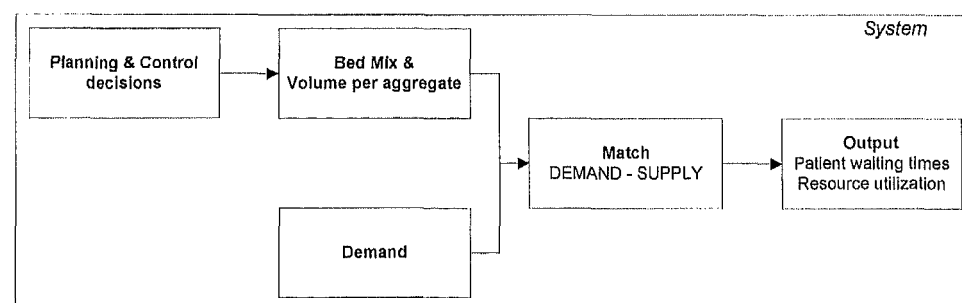 System
Planning & Control
decisions
Bed Mix &
Volume per aggregate
Match
DEMAND - SUPPLY
Output
Patient waiting times
Resource utilization
Demand